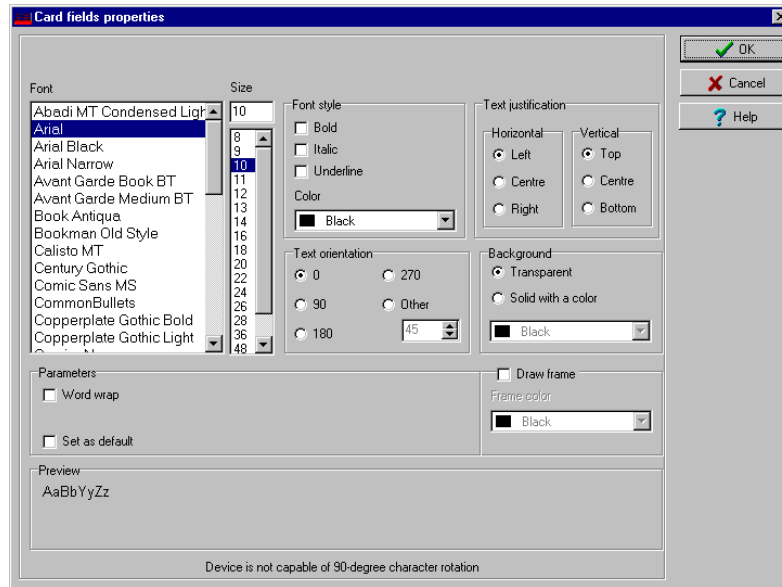 Card fields properties
OK
Cancel
Help
Font
Size
Abadi MT Condensed Ligh
Arial
Arial Black
Arial Narrow
Avant Garde Book BT
Avant Garde Medium BT
Book Antiqua
Bookman Old Style
Calisto MT
Century Gothic
Comic Sans MS
CommonBullets
Copperplate Gothic Bold
Copperplate Gothic Light
10
8
9
10
11
12
13
14
16
18
20
22
24
26
28
36
48
Font style
Bold
Italic
Underline
Color
Black
Text justification
Horizontal
Left
Centre
Right
Vertical
Top
Centre
Bottom
Text orientation
0
270
90
Other
180
45
Background
Transparent
Solid with a color
Black
Parameters
Word wrap
Set as default
Draw frame
Frame color
Black
Preview
AaBbYyZz
Device is not capable of 90-degree character rotation